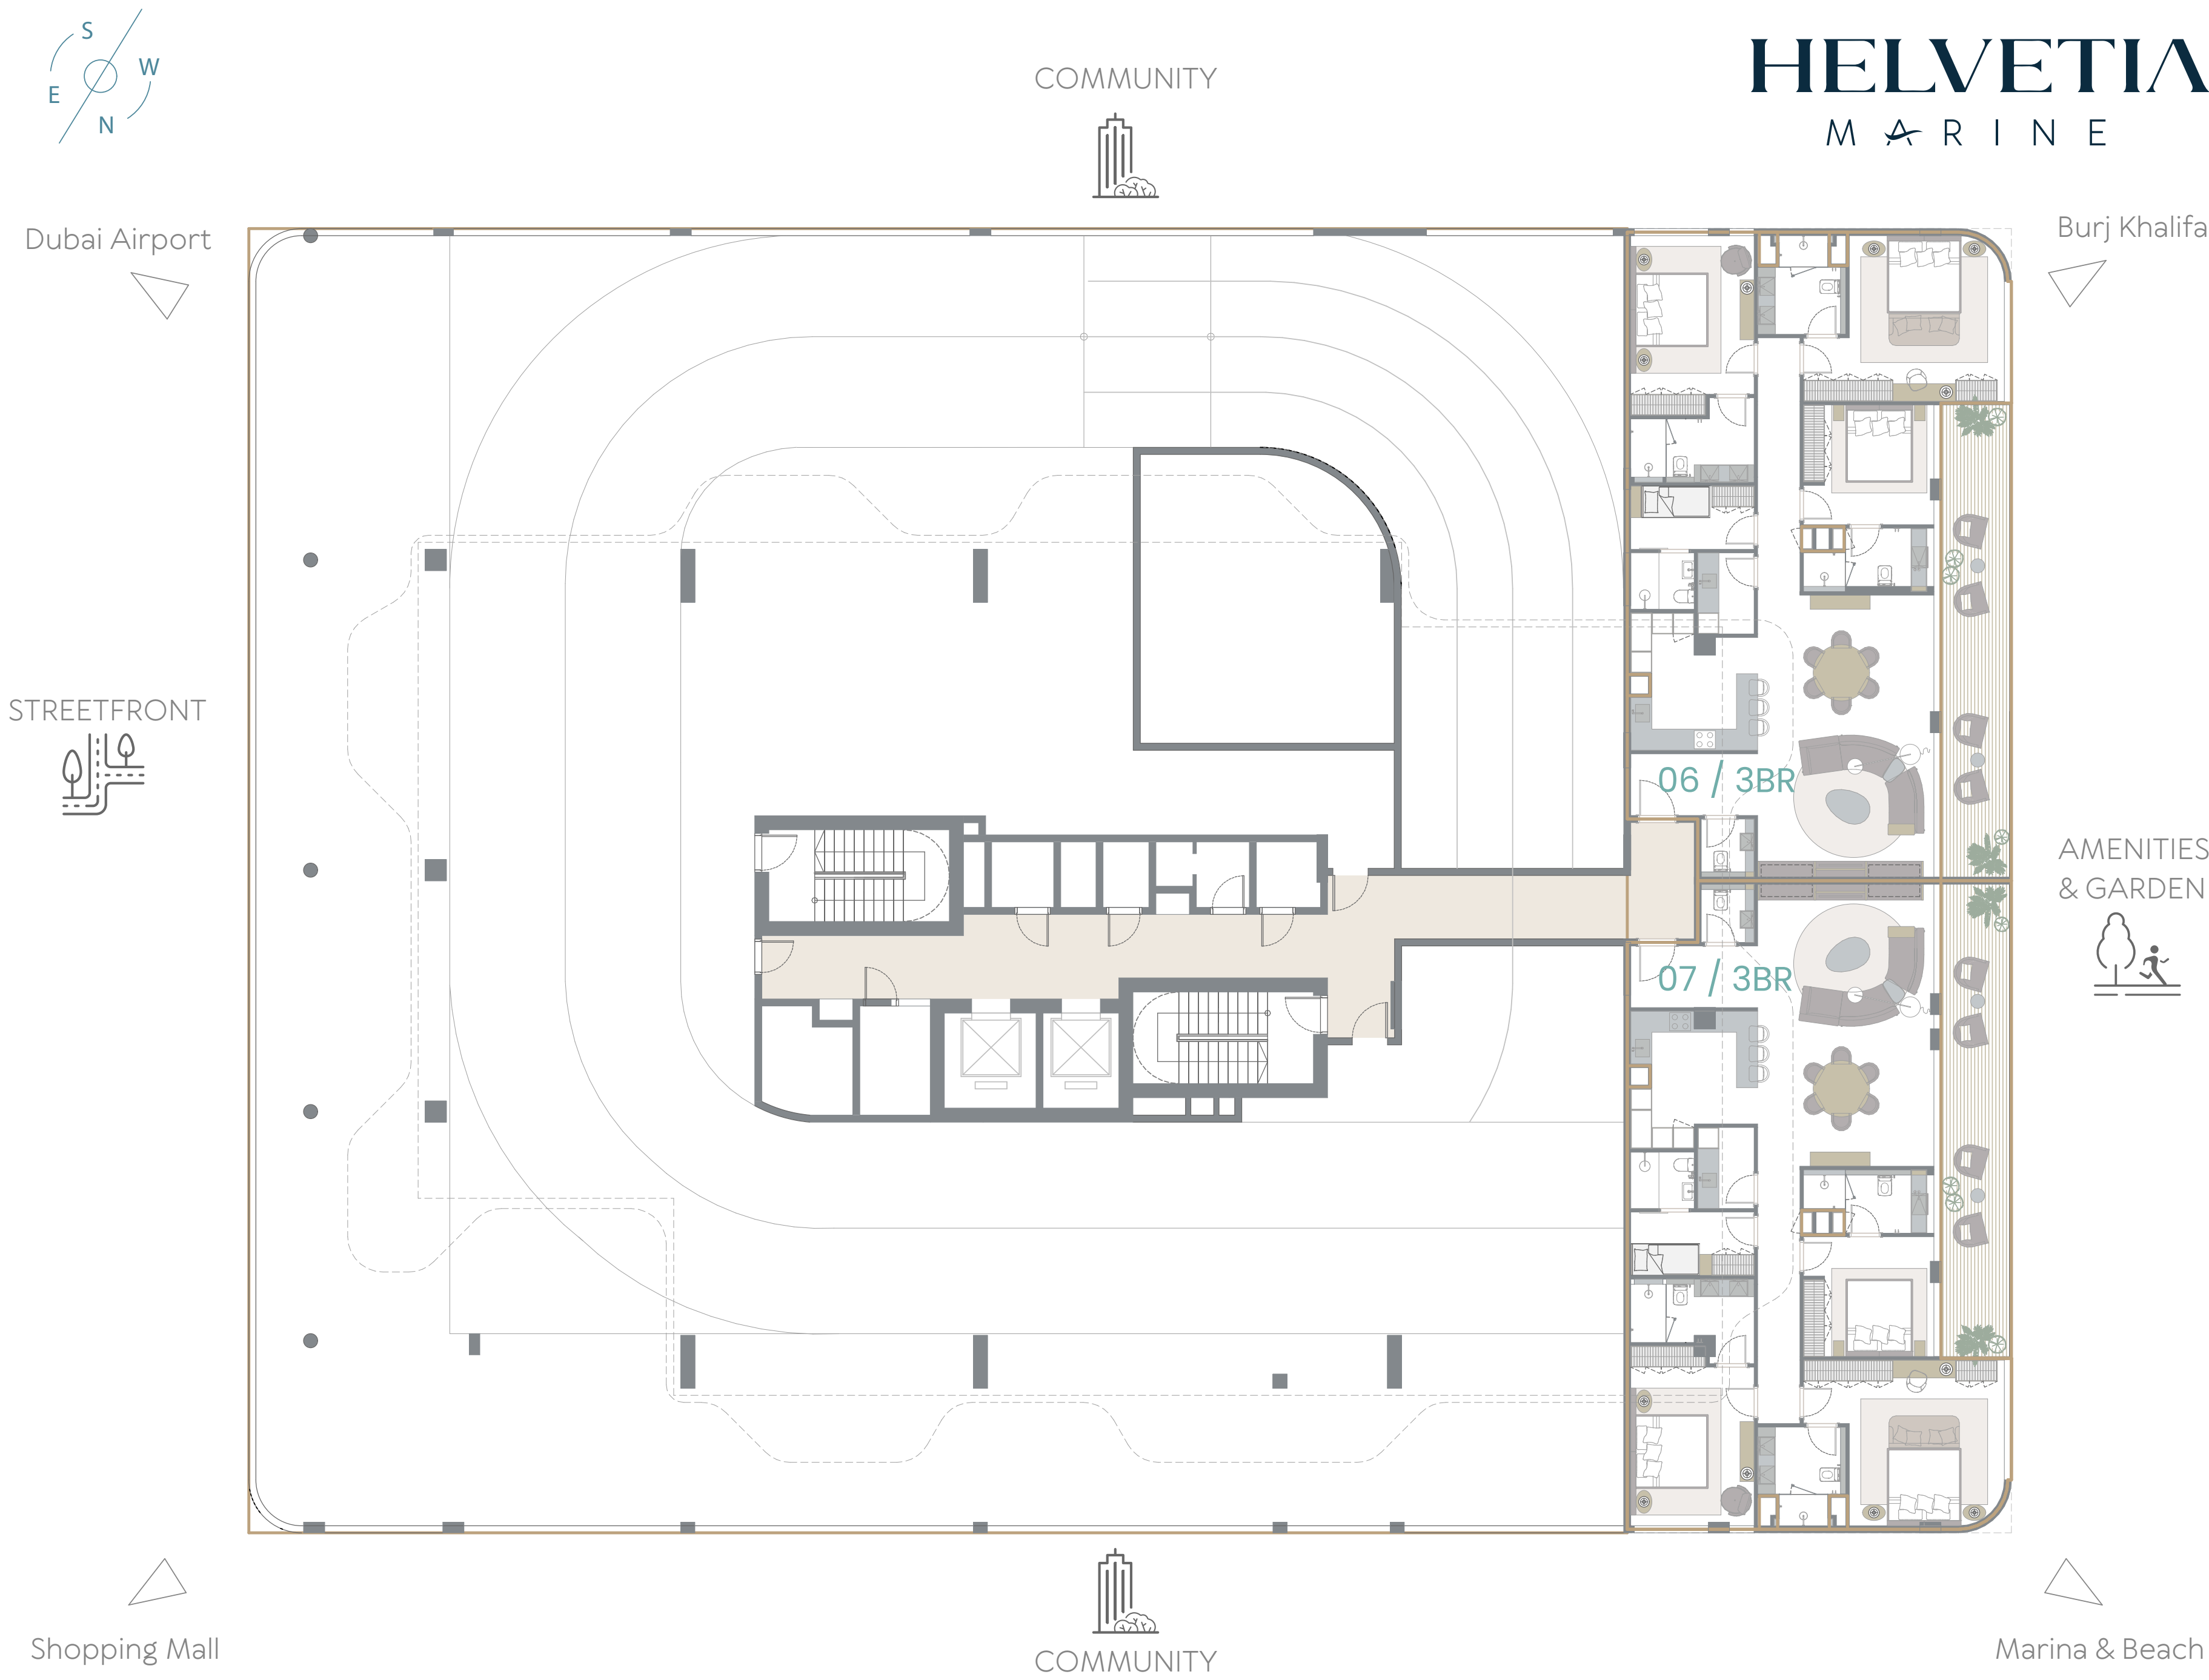 S
W
E
N
COMMUNITY
HELVETIA
MARINE
Dubai Airport
Burj Khalifa
STREETFRONT
06 / 3BR
AMENITIES
& GARDEN
07 / 3BR
Shopping Mall
COMMUNITY
Marina & Beach